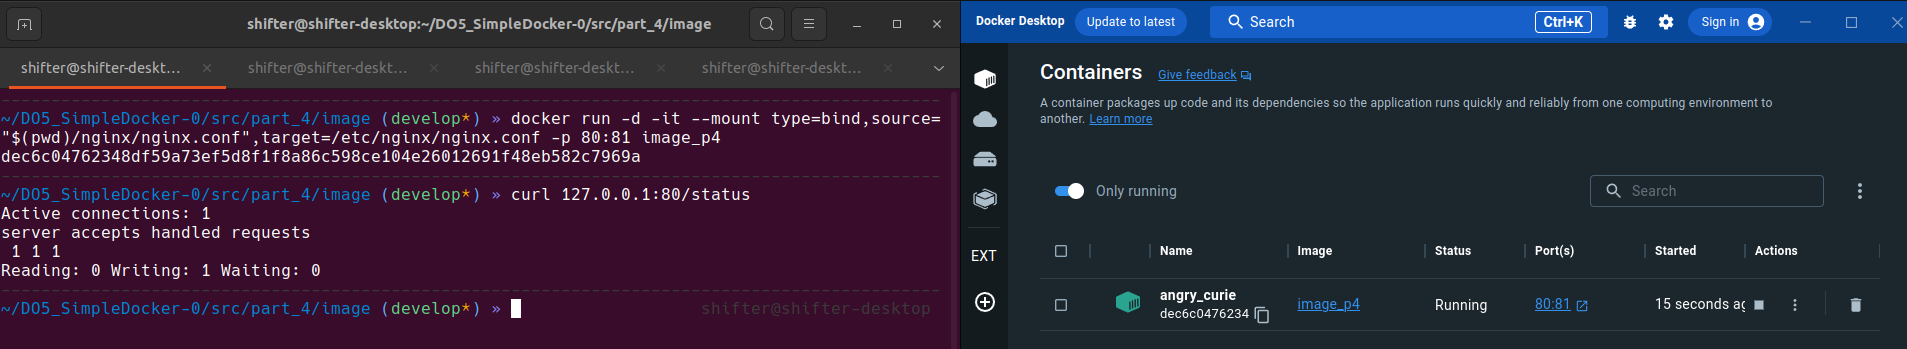 shifter@shifter-desktop:~/DO5_SimpleDocker-0/src/part_4/image
shifter@shifter-deskt...
shifter@shifter-deskt...
shifter@shifter-deskt...
shifter@shifter-deskt...
~/DO5_SimpleDocker-0/src/part_4/image (develop*) » docker run -d -it --mount type=bind,source=
"$(pwd)/nginx/nginx.conf",target=/etc/nginx/nginx.conf -p 80:81 image_p4
dec6c04762348df59a73ef5d8f1f8a86c598ce104e26012691f48eb582c7969a
~/DO5_SimpleDocker-0/src/part_4/image (develop*) » curl 127.0.0.1:80/status
Active connections: 1
server accepts handled requests
 1 1 1
Reading: 0 Writing: 1 Waiting: 0
~/DO5_SimpleDocker-0/src/part_4/image (develop*) » shifter@shifter-desktop
Docker Desktop Update to latest Search Ctrl+K Sign in
Containers Give feedback
A container packages up code and its dependencies so the application runs quickly and reliably from one computing environment to
another. Learn more
Only running Search
EXT
Name Image Status Port(s) Started Actions
angry_curie
dec6c0476234 image_p4 Running 80:81 15 seconds ag